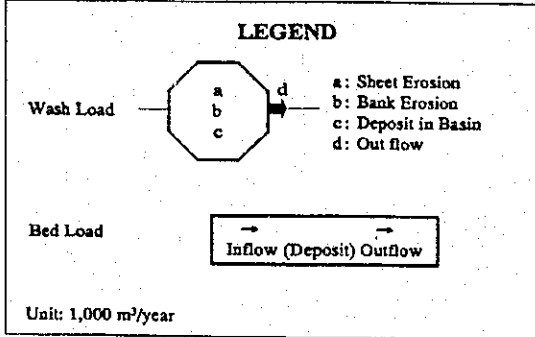 LEGEND
Wash Load
a
b
c
d
a: Sheet Erosion
b: Bank Erosion
c: Deposit in Basin
d: Out flow
Bed Load
Inflow (Deposit) Outflow
Unit: 1,000 m³/year